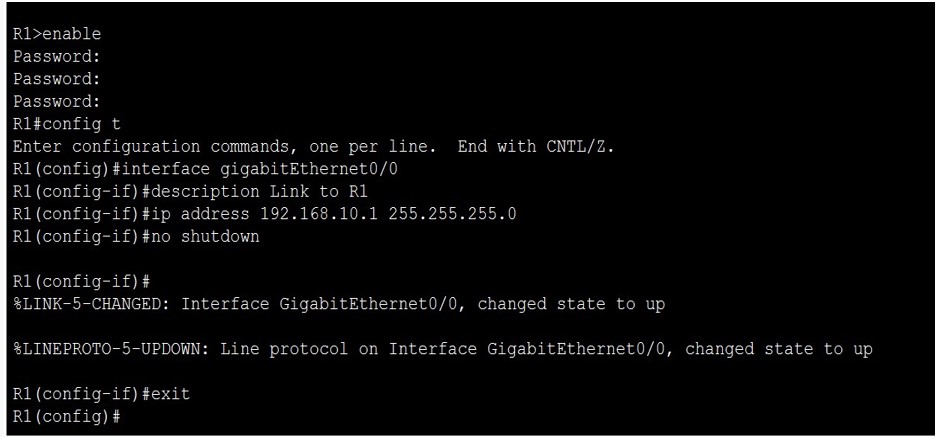 R1>enable
Password:
Password:
Password:
R1#config t
Enter configuration commands, one per line.  End with CNTL/Z.
R1(config)#interface gigabitEthernet0/0
R1(config-if)#description Link to R1
R1(config-if)#ip address 192.168.10.1 255.255.255.0
R1(config-if)#no shutdown
R1(config-if)#
%LINK-5-CHANGED: Interface GigabitEthernet0/0, changed state to up
%LINEPROTO-5-UPDOWN: Line protocol on Interface GigabitEthernet0/0, changed state to up
R1(config-if)#exit
R1(config)#